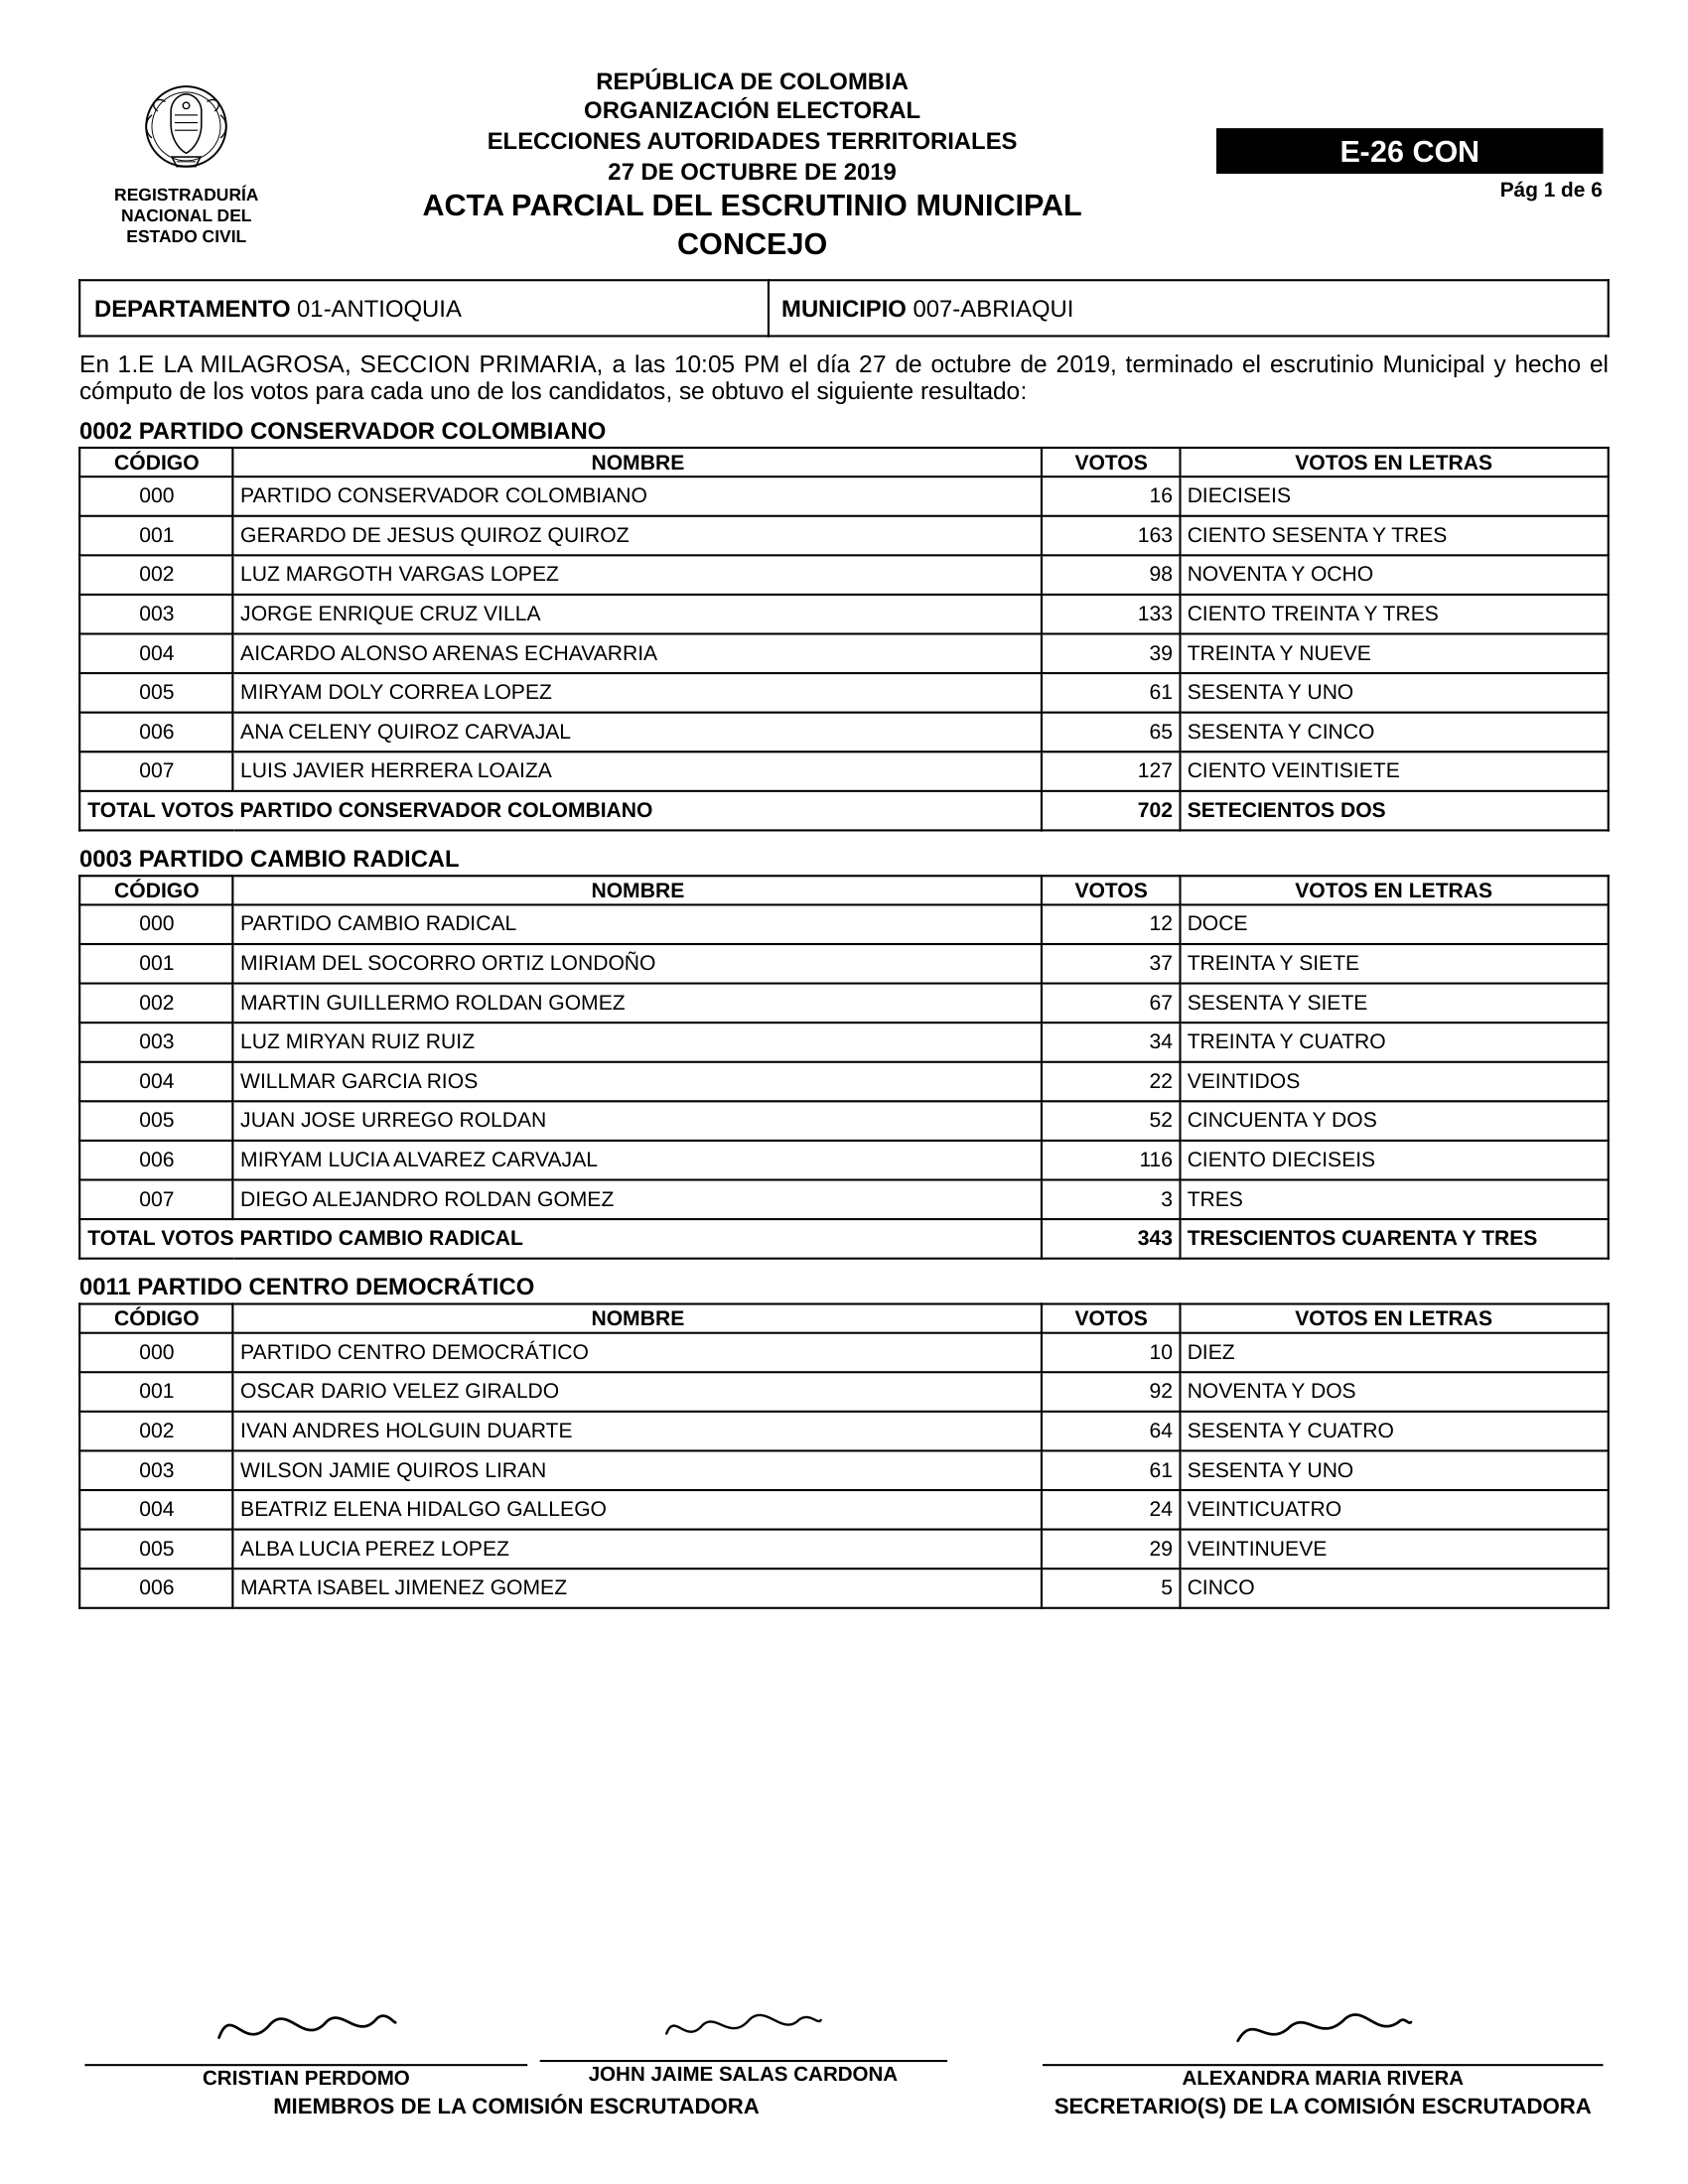 REGISTRADURÍA
NACIONAL DEL
ESTADO CIVIL
REPÚBLICA DE COLOMBIA
ORGANIZACIÓN ELECTORAL
ELECCIONES AUTORIDADES TERRITORIALES
27 DE OCTUBRE DE 2019
ACTA PARCIAL DEL ESCRUTINIO MUNICIPAL
CONCEJO
E-26 CON
Pág 1 de 6
DEPARTAMENTO 01-ANTIOQUIA MUNICIPIO 007-ABRIAQUI
En 1.E LA MILAGROSA, SECCION PRIMARIA, a las 10:05 PM el día 27 de octubre de 2019, terminado el escrutinio Municipal y hecho el
cómputo de los votos para cada uno de los candidatos, se obtuvo el siguiente resultado:
0002 PARTIDO CONSERVADOR COLOMBIANO
CÓDIGO NOMBRE VOTOS VOTOS EN LETRAS
000 PARTIDO CONSERVADOR COLOMBIANO 16 DIECISEIS
001 GERARDO DE JESUS QUIROZ QUIROZ 163 CIENTO SESENTA Y TRES
002 LUZ MARGOTH VARGAS LOPEZ 98 NOVENTA Y OCHO
003 JORGE ENRIQUE CRUZ VILLA 133 CIENTO TREINTA Y TRES
004 AICARDO ALONSO ARENAS ECHAVARRIA 39 TREINTA Y NUEVE
005 MIRYAM DOLY CORREA LOPEZ 61 SESENTA Y UNO
006 ANA CELENY QUIROZ CARVAJAL 65 SESENTA Y CINCO
007 LUIS JAVIER HERRERA LOAIZA 127 CIENTO VEINTISIETE
TOTAL VOTOS PARTIDO CONSERVADOR COLOMBIANO 702 SETECIENTOS DOS
0003 PARTIDO CAMBIO RADICAL
CÓDIGO NOMBRE VOTOS VOTOS EN LETRAS
000 PARTIDO CAMBIO RADICAL 12 DOCE
001 MIRIAM DEL SOCORRO ORTIZ LONDOÑO 37 TREINTA Y SIETE
002 MARTIN GUILLERMO ROLDAN GOMEZ 67 SESENTA Y SIETE
003 LUZ MIRYAN RUIZ RUIZ 34 TREINTA Y CUATRO
004 WILLMAR GARCIA RIOS 22 VEINTIDOS
005 JUAN JOSE URREGO ROLDAN 52 CINCUENTA Y DOS
006 MIRYAM LUCIA ALVAREZ CARVAJAL 116 CIENTO DIECISEIS
007 DIEGO ALEJANDRO ROLDAN GOMEZ 3 TRES
TOTAL VOTOS PARTIDO CAMBIO RADICAL 343 TRESCIENTOS CUARENTA Y TRES
0011 PARTIDO CENTRO DEMOCRÁTICO
CÓDIGO NOMBRE VOTOS VOTOS EN LETRAS
000 PARTIDO CENTRO DEMOCRÁTICO 10 DIEZ
001 OSCAR DARIO VELEZ GIRALDO 92 NOVENTA Y DOS
002 IVAN ANDRES HOLGUIN DUARTE 64 SESENTA Y CUATRO
003 WILSON JAMIE QUIROS LIRAN 61 SESENTA Y UNO
004 BEATRIZ ELENA HIDALGO GALLEGO 24 VEINTICUATRO
005 ALBA LUCIA PEREZ LOPEZ 29 VEINTINUEVE
006 MARTA ISABEL JIMENEZ GOMEZ 5 CINCO
CRISTIAN PERDOMO JOHN JAIME SALAS CARDONA ALEXANDRA MARIA RIVERA
MIEMBROS DE LA COMISIÓN ESCRUTADORA SECRETARIO(S) DE LA COMISIÓN ESCRUTADORA